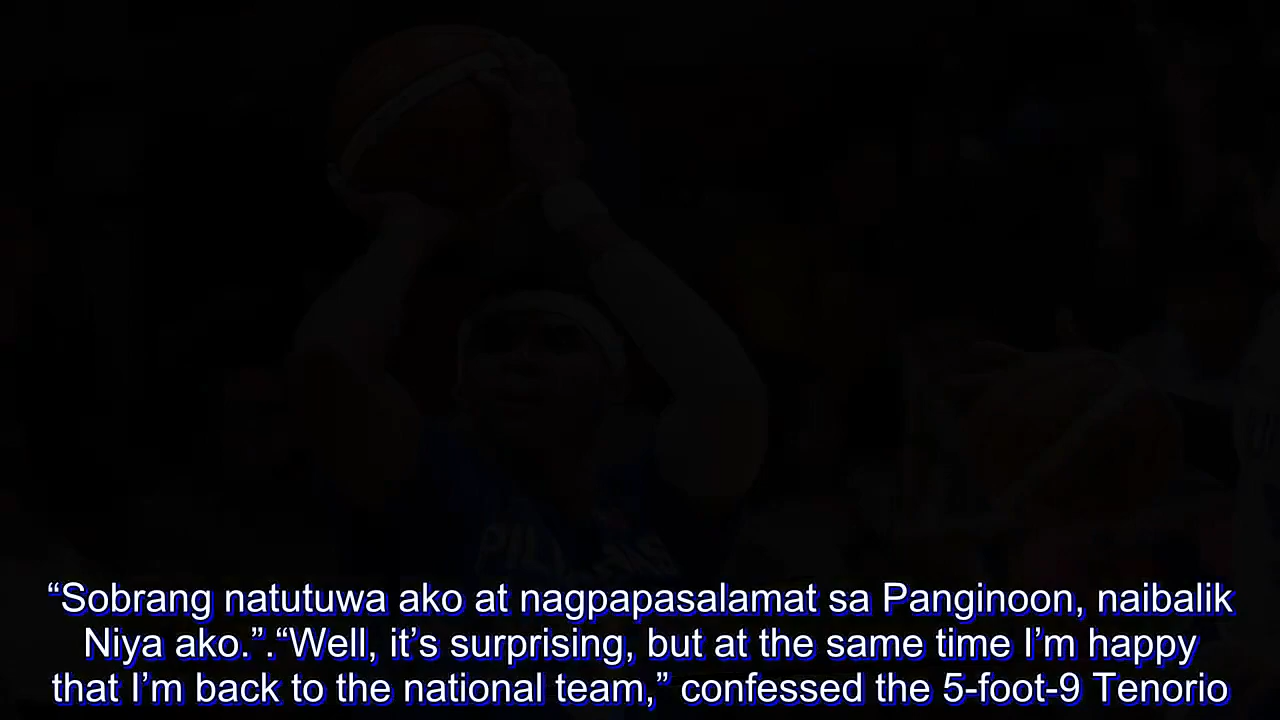 “Sobrang natutuwa ako at nagpapasalamat sa Panginoon, naibalik
Niya ako.”.“Well, it’s surprising, but at the same time I’m happy
that I’m back to the national team,” confessed the 5-foot-9 Tenorio